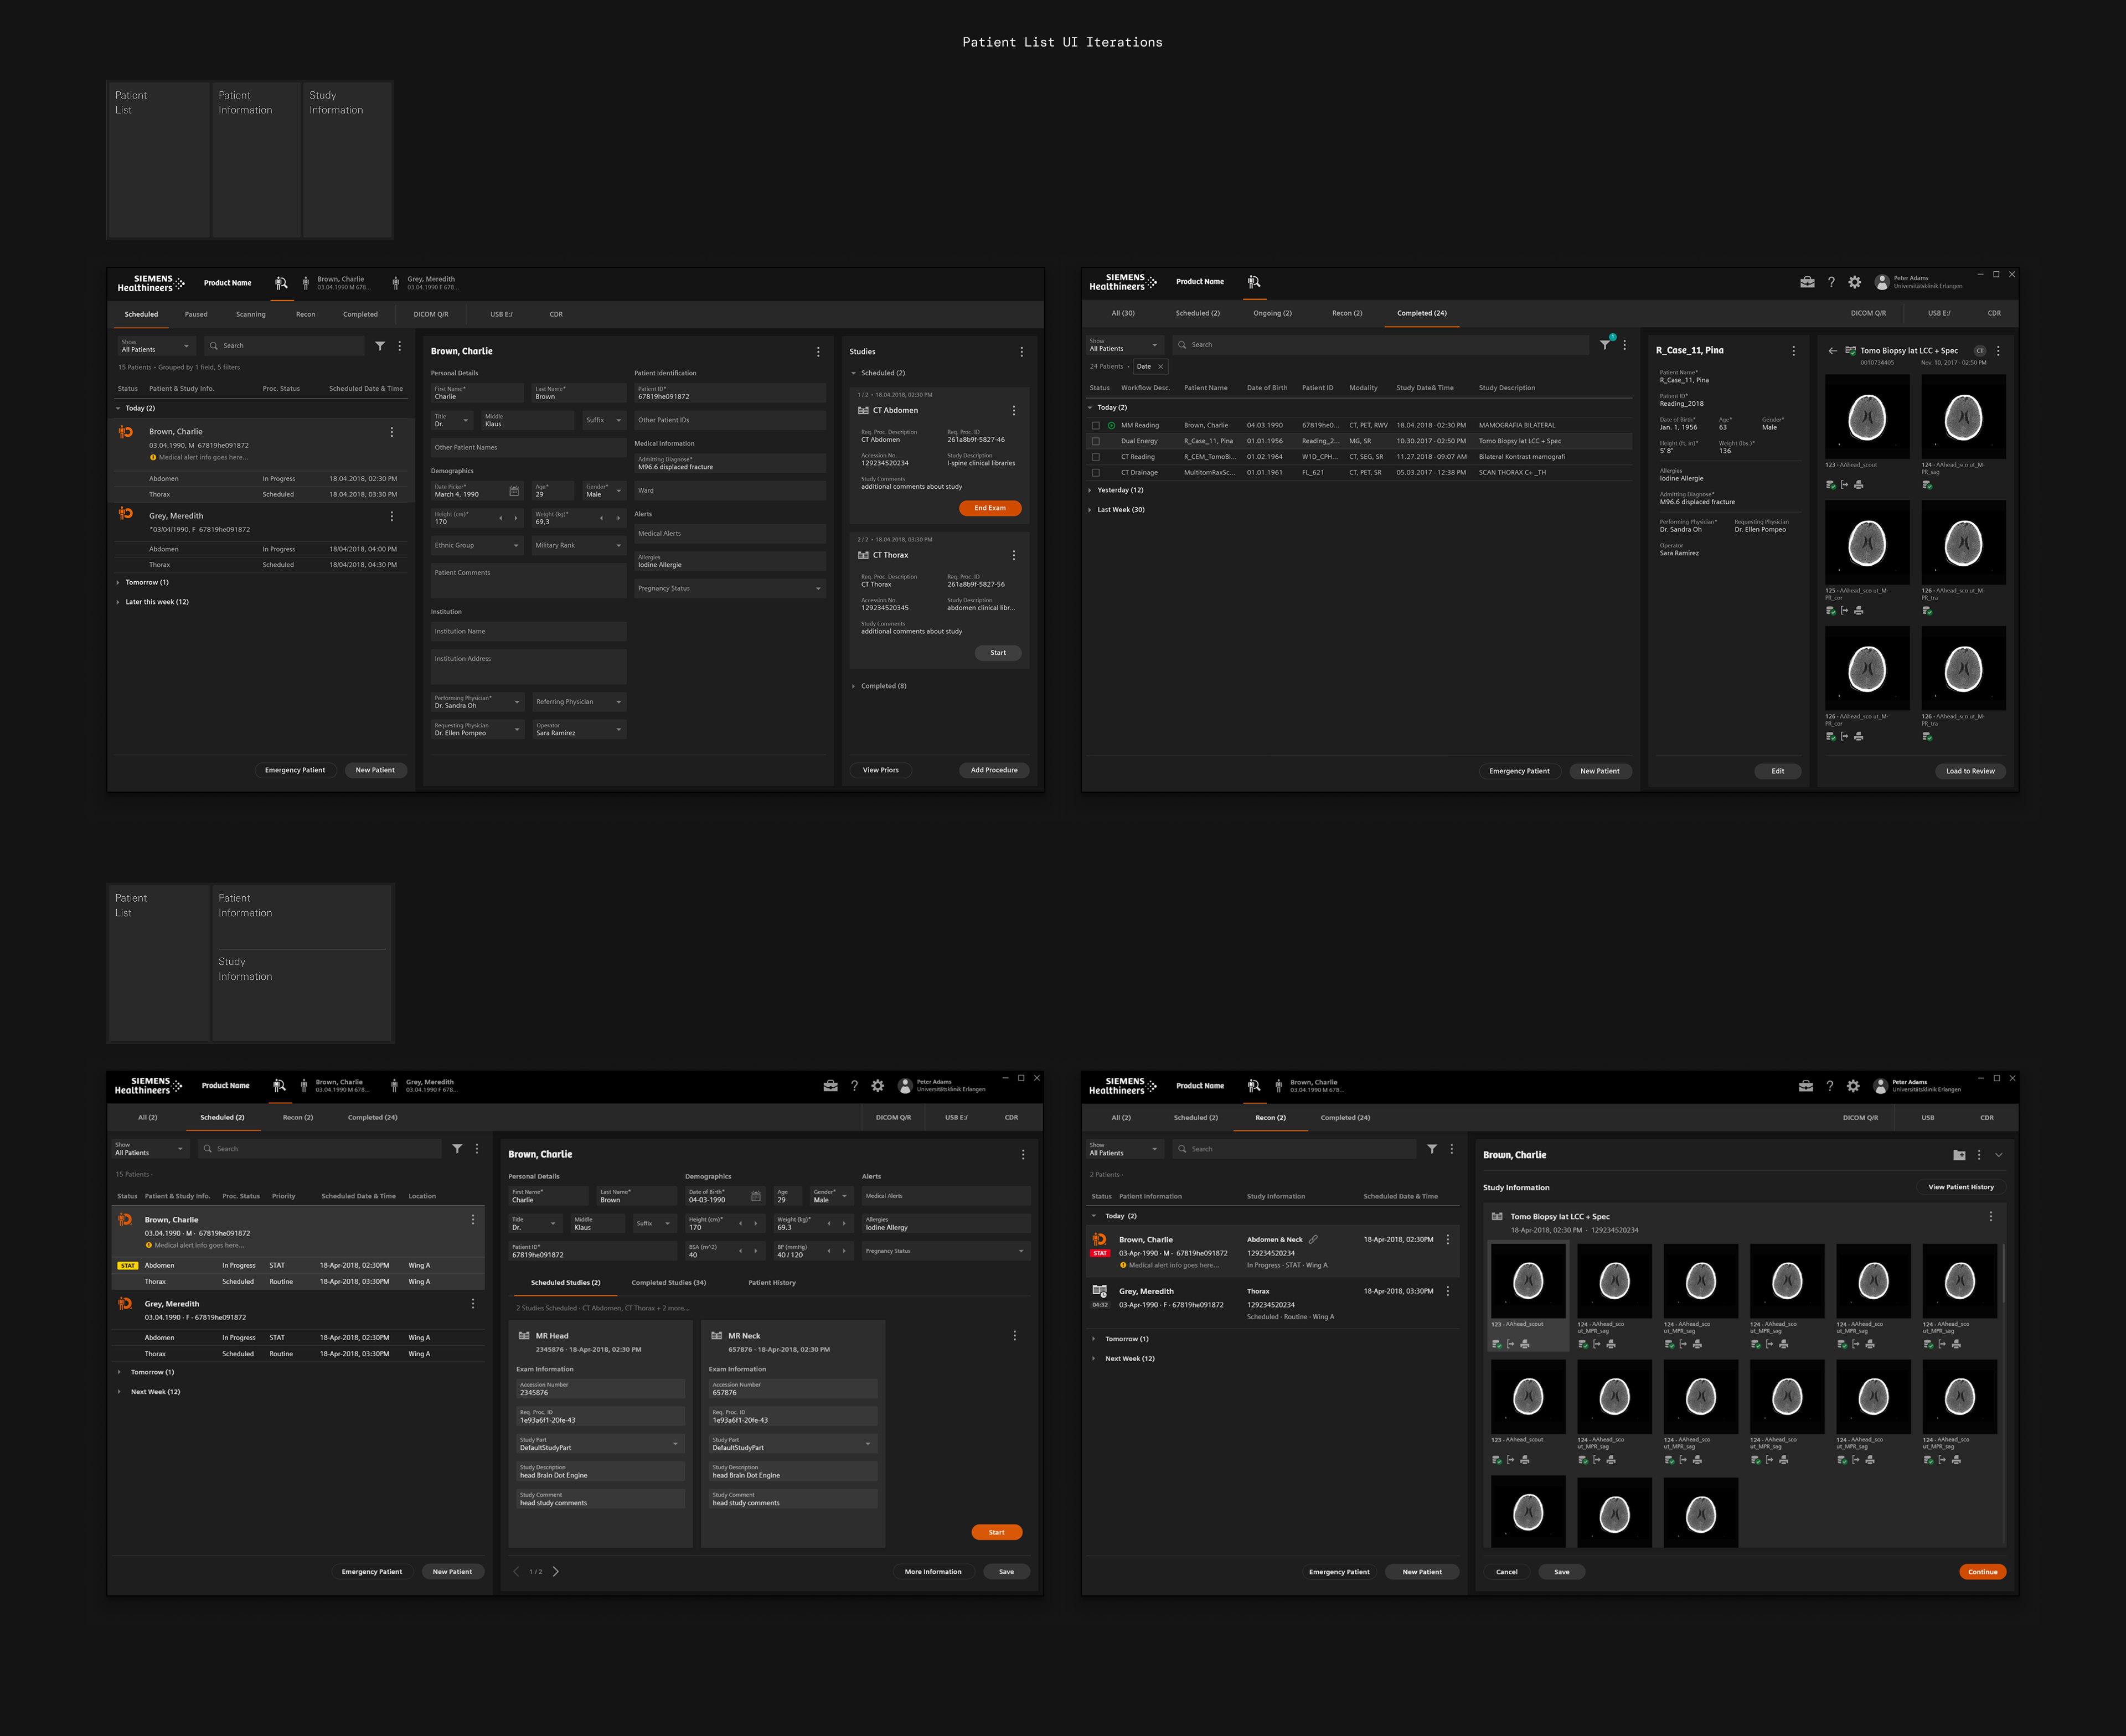 Patient List UI Iterations
Patient
List
Patient
Information
Study
Information
SIEMENS
Healthineers
Product Name
Brown, Charlie
03.04.1990 M 678...
Grey, Meredith
03.04.1990 F 678...
Scheduled Paused Scanning Recon Completed DICOM Q/R USB E:/ CDR
Show
All Patients
Search
15 Patients • Grouped by 1 field, 5 filters
Status Patient & Study Info. Proc. Status Scheduled Date & Time
Today (2)
Brown, Charlie
03.04.1990, M 67819he091872
Medical alert info goes here...
Abdomen In Progress 18.04.2018, 02:30 PM
Thorax Scheduled 18.04.2018, 03:30 PM
Grey, Meredith
*03/04/1990, F 67819he091872
Abdomen In Progress 18/04/2018, 04:00 PM
Thorax Scheduled 18/04/2018, 04:30 PM
Tomorrow (1)
Later this week (12)
Emergency Patient New Patient
Brown, Charlie
Personal Details
First Name*
Charlie
Last Name*
Brown
Title
Dr.
Middle
Klaus
Suffix
Other Patient Names
Demographics
Date Picker*
March 4, 1990
Age*
29
Gender*
Male
Height (cm)*
170
Weight (kg)*
69,3
Ethnic Group
Military Rank
Patient Comments
Institution
Institution Name
Institution Address
Performing Physician*
Dr. Sandra Oh
Referring Physician
Requesting Physician
Dr. Ellen Pompeo
Operator
Sara Ramirez
Patient Identification
Patient ID*
67819he091872
Other Patient IDs
Medical Information
Admitting Diagnose*
M96.6 displaced fracture
Ward
Alerts
Medical Alerts
Allergies
Iodine Allergie
Pregnancy Status
Studies
Scheduled (2)
1 / 2 • 18.04.2018, 02:30 PM
CT Abdomen
Req. Proc. Description
CT Abdomen
Req. Proc. ID
261a8b9f-5827-46
Accession No.
129234520234
Study Description
l-spine clinical libraries
Study Comments
additional comments about study
End Exam
2 / 2 • 18.04.2018, 03:30 PM
CT Thorax
Req. Proc. Description
CT Thorax
Req. Proc. ID
261a8b9f-5827-56
Accession No.
129234520345
Study Description
abdomen clinical libr...
Study Comments
additional comments about study
Start
Completed (8)
View Priors Add Procedure
SIEMENS
Healthineers
Product Name
?
Peter Adams
Universitätsklinik Erlangen
All (30) Scheduled (2) Ongoing (2) Recon (2) Completed (24) DICOM Q/R USB E:/ CDR
Show
All Patients
Search
1
24 Patients • Date
Status Workflow Desc. Patient Name Date of Birth Patient ID Modality Study Date& Time Study Description
Today (2)
MM Reading Brown, Charlie 04.03.1990 67819he0... CT, PET, RWV 18.04.2018 - 02:30 PM MAMOGRAFIA BILATERAL
Dual Energy R_Case_11, Pina 01.01.1956 Reading_2... MG, SR 10.30.2017 - 02:50 PM Tomo Biopsy lat LCC + Spec
CT Reading R_CEM_TomoBi... 01.02.1964 W1D_CPH... CT, SEG, SR 11.27.2018 - 09:07 AM Bilateral Kontrast mamografi
CT Drainage MultitomRaxSc... 01.01.1961 FL_621 CT, PET, SR 05.03.2017 - 12:38 PM SCAN THORAX C+ _TH
Yesterday (12)
Last Week (30)
Emergency Patient New Patient
R_Case_11, Pina
Patient Name*
R_Case_11, Pina
Patient ID*
Reading_2018
Date of Birth* Age* Gender*
Jan. 1, 1956 63 Male
Height (ft, in)* Weight (lbs.)*
5' 8" 136
Allergies
Iodine Allergie
Admitting Diagnose*
M96.6 displaced fracture
Performing Physician* Requesting Physician
Dr. Sandra Oh Dr. Ellen Pompeo
Operator
Sara Ramirez
Edit
Tomo Biopsy lat LCC + Spec CT
0010734405 Nov. 10, 2017 - 02:50 PM
123 - AAhead_scout
124 - AAhead_sco ut_M-
PR_sag
125 - AAhead_sco ut_M-
PR_cor
126 - AAhead_sco ut_M-
PR_tra
126 - AAhead_sco ut_M-
PR_cor
126 - AAhead_sco ut_M-
PR_tra
Load to Review
Patient
List
Patient
Information
Study
Information
SIEMENS
Healthineers
Product Name
Brown, Charlie
03.04.1990 M 678...
Grey, Meredith
03.04.1990 F 678...
?
Peter Adams
Universitätsklinik Erlangen
All (2) Scheduled (2) Recon (2) Completed (24) DICOM Q/R USB E:/ CDR
Show
All Patients
Search
15 Patients ·
Status Patient & Study Info. Proc. Status Priority Scheduled Date & Time Location
Brown, Charlie
03.04.1990 · M · 67819he091872
Medical alert info goes here...
STAT Abdomen In Progress STAT 18-Apr-2018, 02:30PM Wing A
Thorax Scheduled Routine 18-Apr-2018, 03:30PM Wing A
Grey, Meredith
03.04.1990 · F · 67819he091872
Abdomen In Progress STAT 18-Apr-2018, 02:30PM Wing A
Thorax Scheduled Routine 18-Apr-2018, 03:30PM Wing A
Tomorrow (1)
Next Week (12)
Emergency Patient New Patient
Brown, Charlie
Personal Details Demographics Alerts
First Name*
Charlie
Last Name*
Brown
Date of Birth*
04-03-1990
Age
29
Gender*
Male
Medical Alerts
Title
Dr.
Middle
Klaus
Suffix
Height (cm)*
170
Weight (kg)*
69,3
Allergies
Iodine Allergy
Patient ID*
67819he091872
BSA (m^2)
40
BP (mmHg)
40 / 120
Pregnancy Status
Scheduled Studies (2) Completed Studies (34) Patient History
2 Studies Scheduled - CT Abdomen, CT Thorax + 2 more...
MR Head
2345876 · 18-Apr-2018, 02:30 PM
Exam Information
Accession Number
2345876
Req. Proc. ID
1e93a6f1-20fe-43
Study Part
DefaultStudyPart
Study Description
head Brain Dot Engine
Study Comment
head study comments
MR Neck
657876 · 18-Apr-2018, 02:30 PM
Exam Information
Accession Number
657876
Req. Proc. ID
1e93a6f1-20fe-43
Study Part
DefaultStudyPart
Study Description
head Brain Dot Engine
Study Comment
head study comments
Start
1 / 2
More Information Save
SIEMENS
Healthineers
Product Name
Brown, Charlie
03.04.1990 M 678...
?
Peter Adams
Universitätsklinik Erlangen
All (2) Scheduled (2) Recon (2) Completed (24) DICOM Q/R USB CDR
Show
All Patients
Search
2 Patients ·
Status Patient Information Study Information Scheduled Date & Time
Today (2)
Brown, Charlie Abdomen & Neck 18-Apr-2018, 02:30PM
STAT 03-Apr-1990 · M · 67819he091872 129234520234
Medical alert info goes here... In Progress · STAT · Wing A
Grey, Meredith Thorax 18-Apr-2018, 03:30PM
04:32 03-Apr-1990 · F · 67819he091872 129234520234
Scheduled · Routine · Wing A
Tomorrow (1)
Next Week (12)
Emergency Patient New Patient
Brown, Charlie
Study Information View Patient History
Tomo Biopsy lat LCC + Spec
18-Apr-2018, 02:30 PM - 129234520234
123 - AAhead_scout
124 - AAhead_sco
ut_MPR_sag
124 - AAhead_sco
ut_MPR_sag
124 - AAhead_sco
ut_MPR_sag
124 - AAhead_sco
ut_MPR_sag
124 - AAhead_sco
ut_MPR_sag
123 - AAhead_scout
124 - AAhead_sco
ut_MPR_sag
124 - AAhead_sco
ut_MPR_sag
124 - AAhead_sco
ut_MPR_sag
124 - AAhead_sco
ut_MPR_sag
124 - AAhead_sco
ut_MPR_sag
Cancel Save Continue